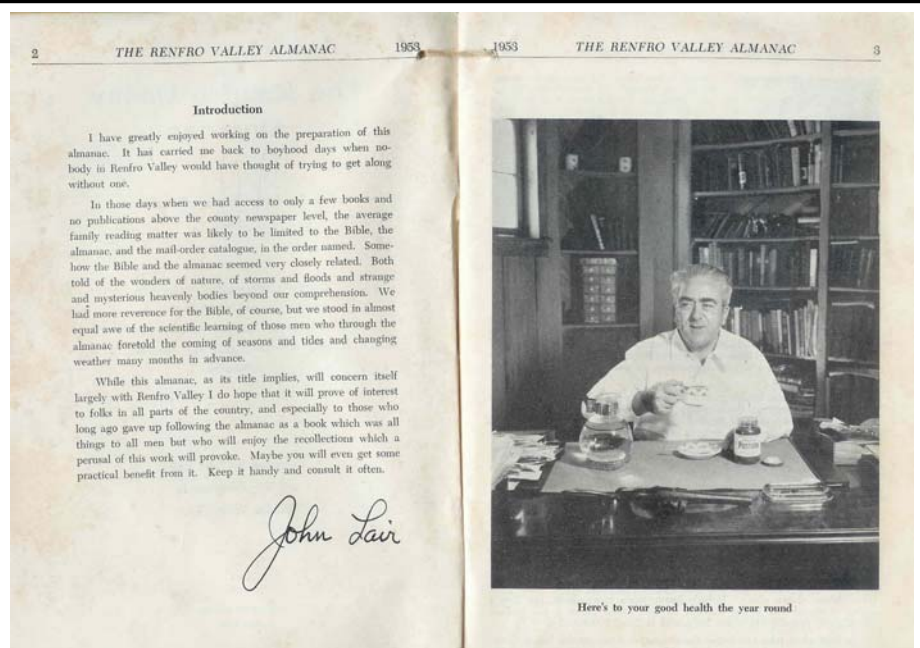 2 THE RENFRO VALLEY ALMANAC 1953
Introduction
I have greatly enjoyed working on the preparation of this
almanac. It has carried me back to boyhood days when no-
body in Renfro Valley would have thought of trying to get along
without one.
In those days when we had access to only a few books and
no publications above the county newspaper level, the average
family reading matter was likely to be limited to the Bible, the
almanac, and the mail-order catalogue, in the order named. Some-
how the Bible and the almanac seemed very closely related. Both
told of the wonders of nature, of storms and floods and strange
and mysterious heavenly bodies beyond our comprehension. We
had more reverence for the Bible, of course, but we stood in almost
equal awe of the scientific learning of those men who through the
almanac foretold the coming of seasons and tides and changing
weather many months in advance.
While this almanac, as its title implies, will concern itself
largely with Renfro Valley I do hope that it will prove of interest
to folks in all parts of the country, and especially to those who
long ago gave up following the almanac as a book which was all
things to all men but who will enjoy the recollections which a
perusal of this work will provoke. Maybe you will even get some
practical benefit from it. Keep it handy and consult it often.
John Lair
1953 THE RENFRO VALLEY ALMANAC 3
Here's to your good health the year round